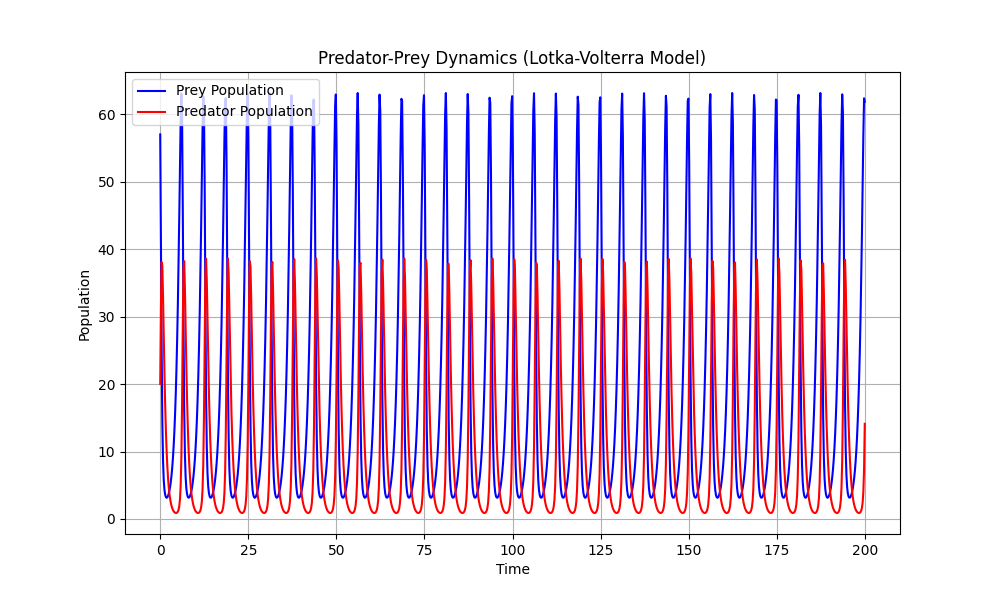 Predator-Prey Dynamics (Lotka-Volterra Model)
Prey Population
Predator Population
Population
60
50
40
30
20
10
0
0 25 50 75 100 125 150 175 200
Time